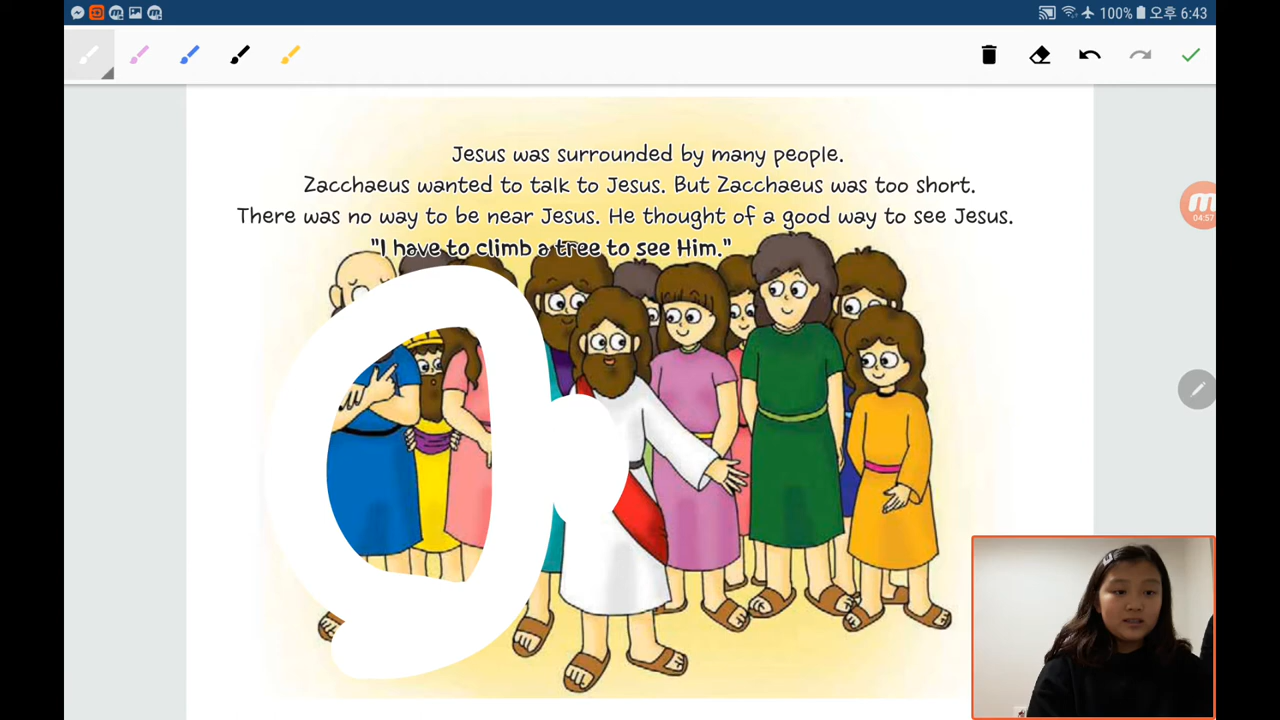 100% 오후 6:43
Jesus was surrounded by many people.
Zacchaeus wanted to talk to Jesus. But Zacchaeus was too short.
There was no way to be near Jesus. He thought of a good way to see Jesus.
"I have to climb a tree to see Him."
04:57